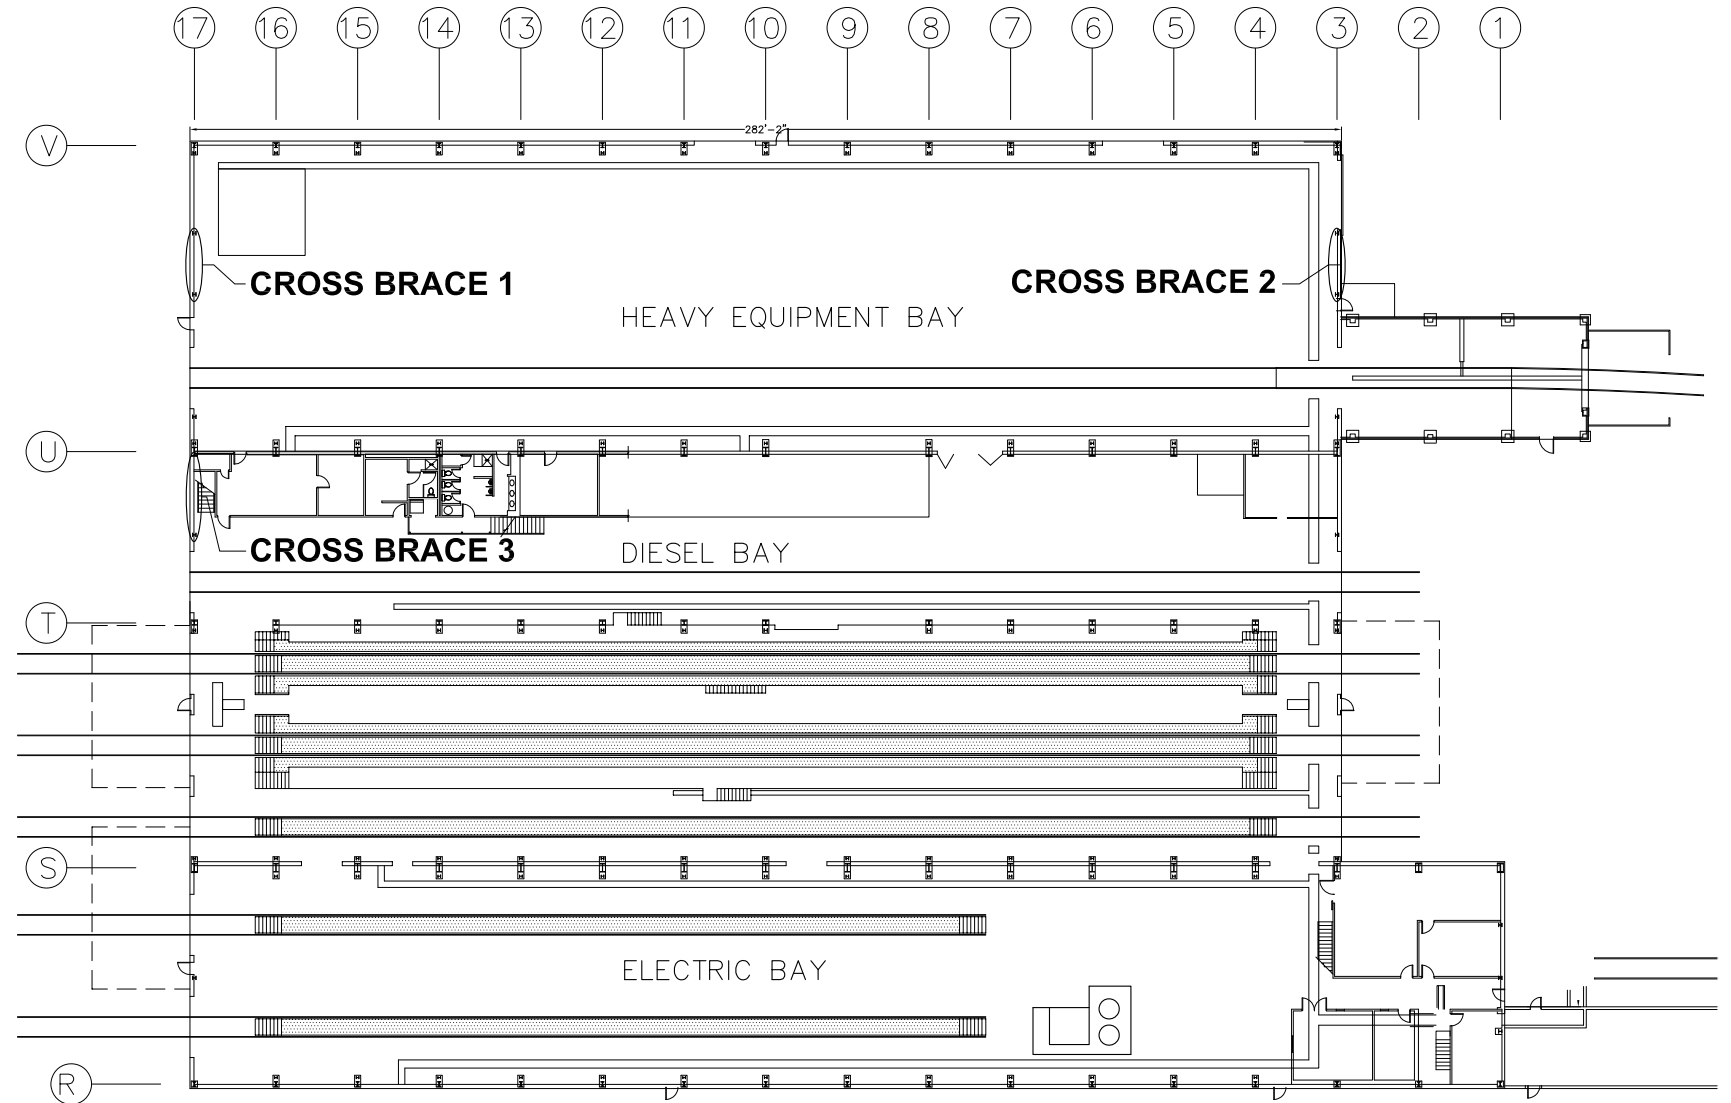 17 16 15 14 13 12 11 10 9 8 7 6 5 4 3 2 1
V
282'-2"
CROSS BRACE 1
CROSS BRACE 2
HEAVY EQUIPMENT BAY
U
CROSS BRACE 3
DIESEL BAY
T
S
ELECTRIC BAY
R